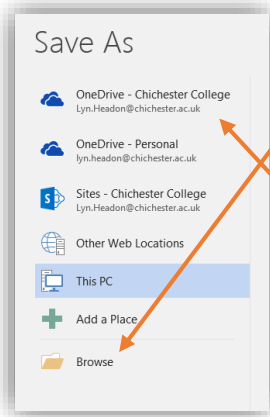 Save As
OneDrive - Chichester College
Lyn.Headon@chichester.ac.uk
OneDrive - Personal
lyn.headon@chichester.ac.uk
Sites - Chichester College
Lyn.Headon@chichester.ac.uk
Other Web Locations
This PC
Add a Place
Browse